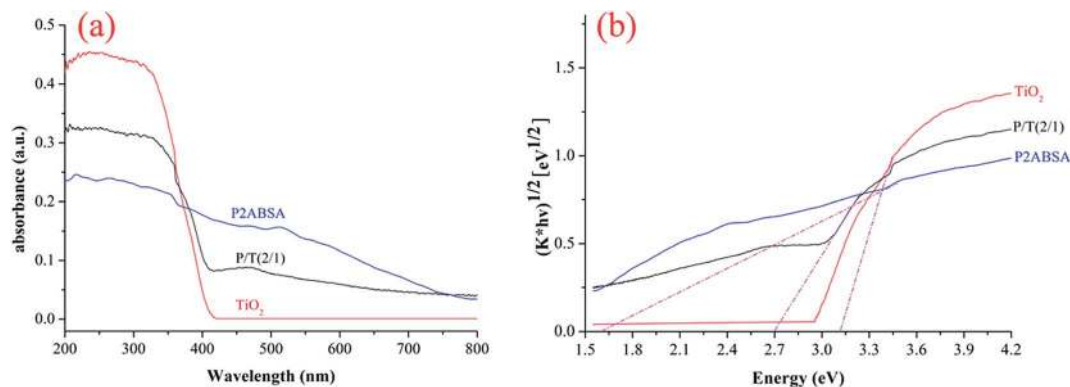 (a)
0.5
0.4
0.3
0.2
0.1
0.0
absorbance (a.u.)
P2ABSA
P/T(2/1)
TiO₂
200 300 400 500 600 700 800
Wavelength (nm)
(b)
1.5
1.0
0.5
0.0
(K*hv)^1/2 [eV^1/2]
TiO₂
P/T(2/1)
P2ABSA
1.5 1.8 2.1 2.4 2.7 3.0 3.3 3.6 3.9 4.2
Energy (eV)